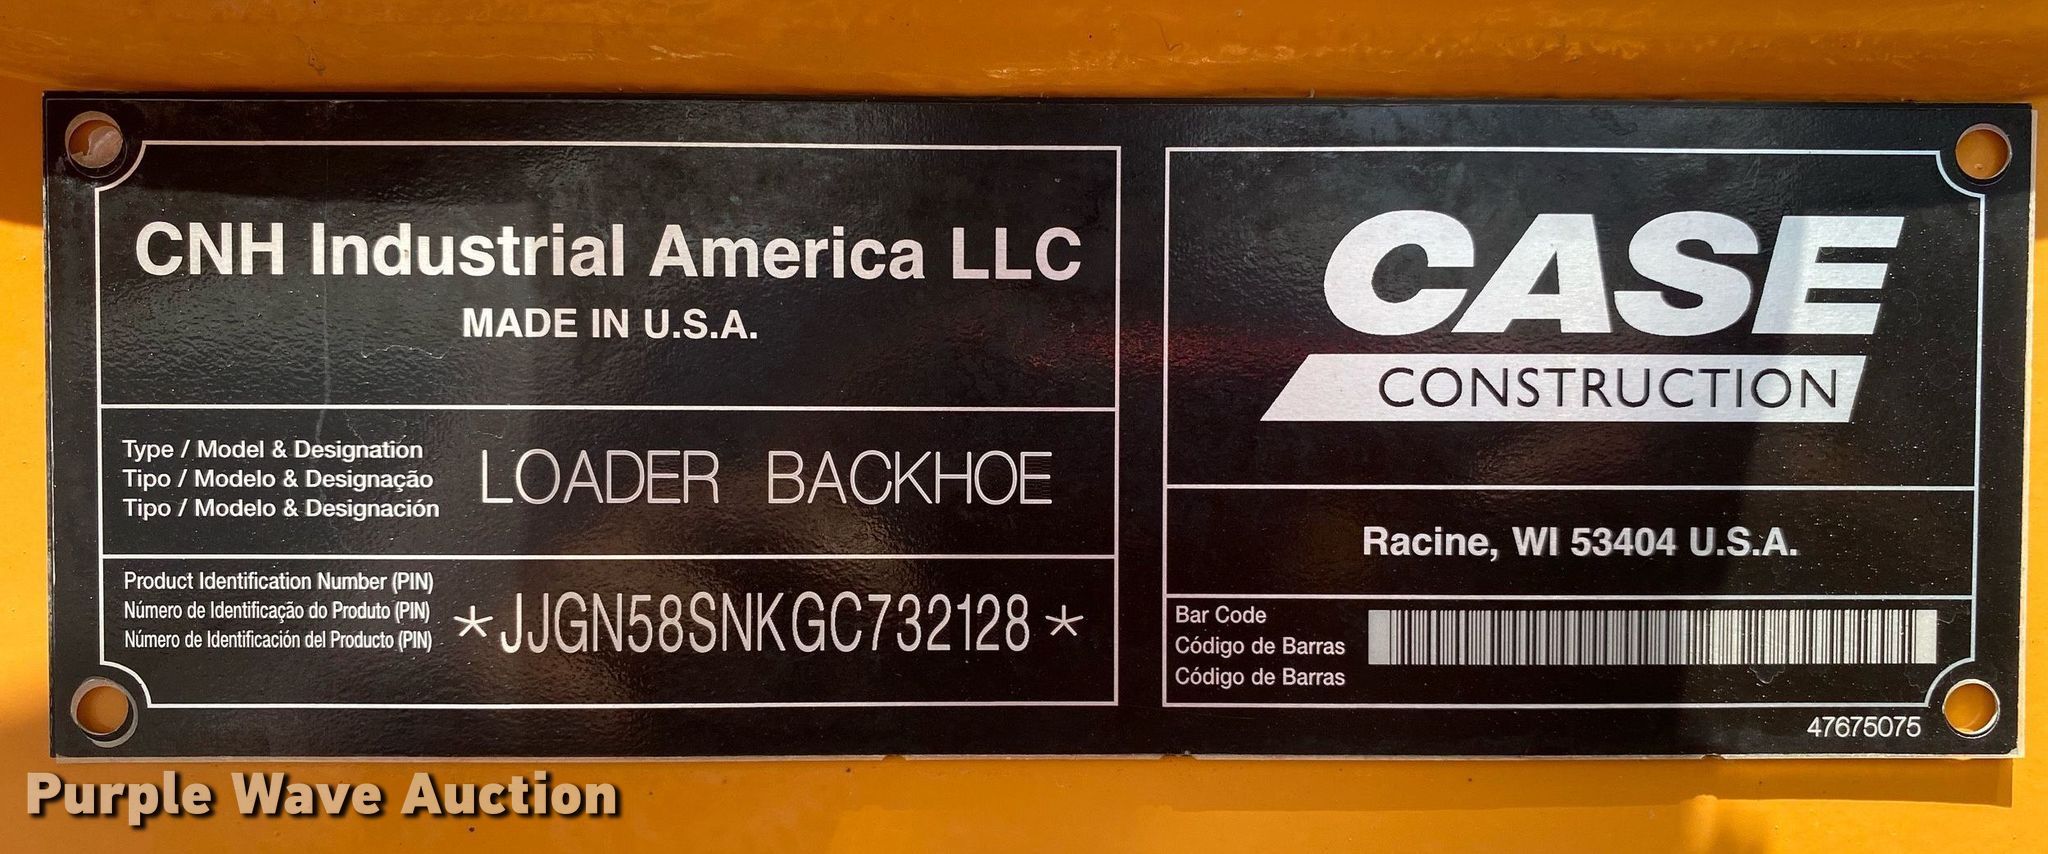 CNH Industrial America LLC
MADE IN U.S.A.
Type / Model & Designation
Tipo / Modelo & Designação
Tipo / Modelo & Designación
LOADER BACKHOE
Product Identification Number (PIN)
Número de Identificação do Produto (PIN)
Número de Identificación del Producto (PIN)
*JJGN58SNKGC732128*
CASE
CONSTRUCTION
Racine, WI 53404 U.S.A.
Bar Code
Código de Barras
Código de Barras
47675075
Purple Wave Auction